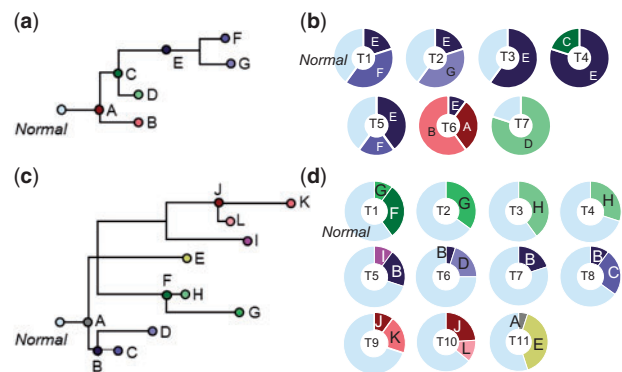 (a)
F
E
G
C
D
A
B
Normal
(b)
Normal
E
T1
F
E
T2
G
T3
E
C
T4
E
E
T5
F
E
A
B
T6
T7
D
(c)
J
K
L
I
E
F
H
G
A
D
B
C
Normal
(d)
Normal
G
T1
F
T2
G
T3
H
T4
H
I
T5
B
B
T6
D
T7
B
B
T8
C
J
T9
K
J
T10
L
A
T11
E